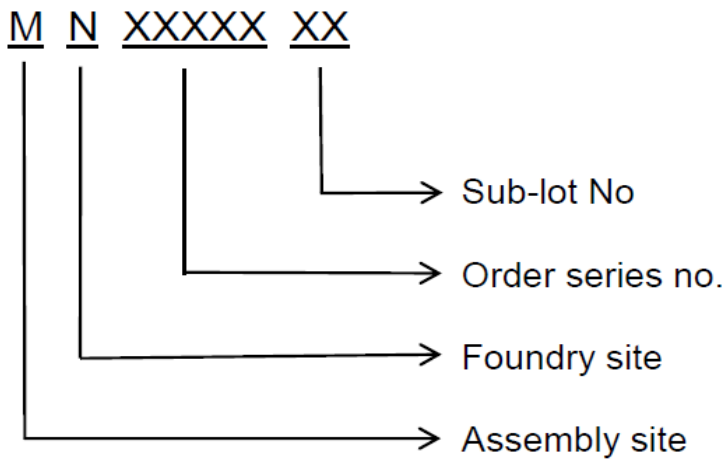 M N XXXXX XX
Sub-lot No
Order series no.
Foundry site
Assembly site